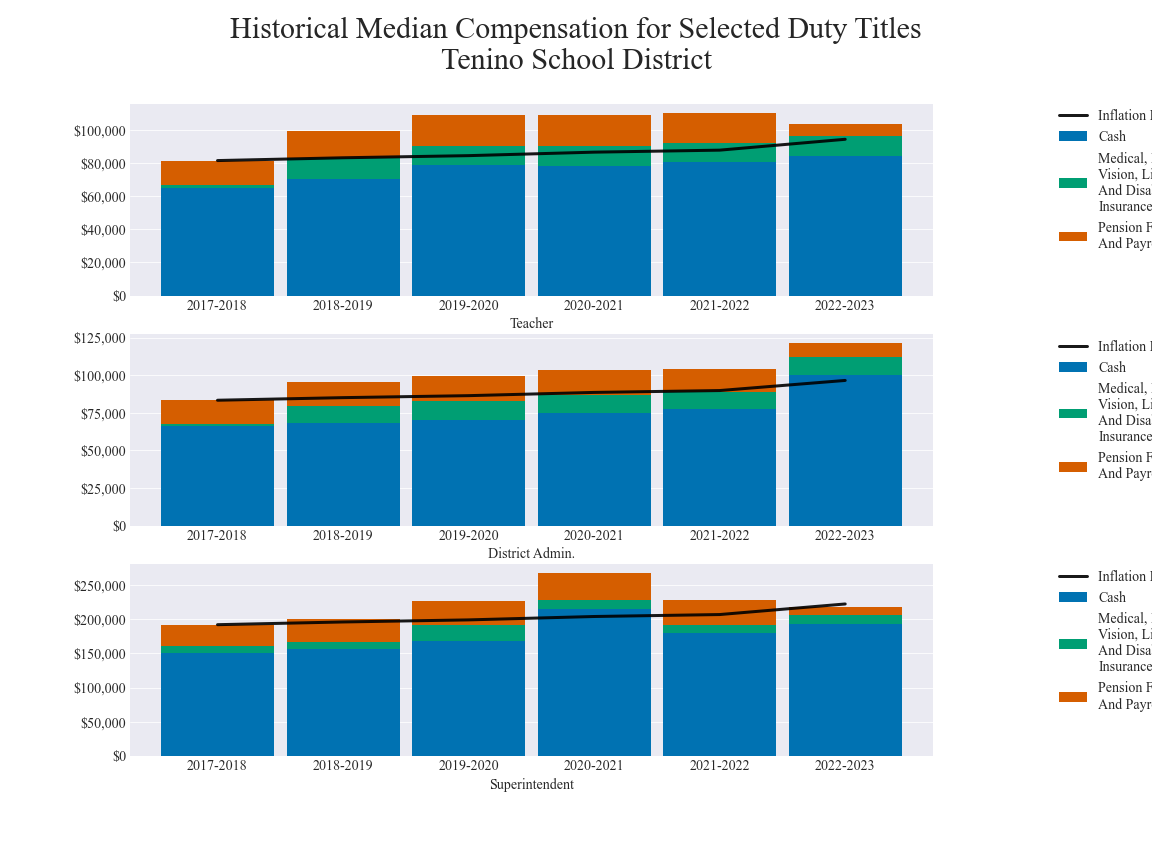 Historical Median Compensation for Selected Duty Titles
Tenino School District
$100,000
$80,000
$60,000
$40,000
$20,000
$0
2017-2018 2018-2019 2019-2020 2020-2021 2021-2022 2022-2023
Teacher
Inflation
Cash
Medical,
Vision,
And
Insurance
Pension
And
$125,000
$100,000
$75,000
$50,000
$25,000
$0
2017-2018 2018-2019 2019-2020 2020-2021 2021-2022 2022-2023
District Admin.
Inflation
Cash
Medical,
Vision,
And
Insurance
Pension
And
$250,000
$200,000
$150,000
$100,000
$50,000
$0
2017-2018 2018-2019 2019-2020 2020-2021 2021-2022 2022-2023
Superintendent
Inflation
Cash
Medical,
Vision,
And
Insurance
Pension
And